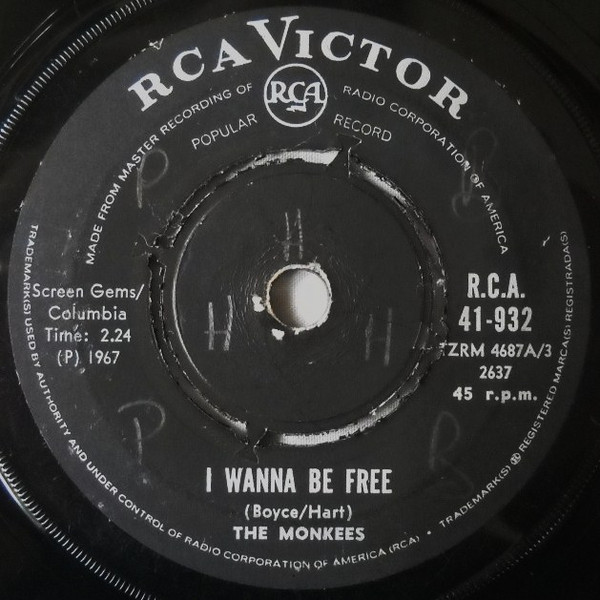 RCA VICTOR
RCA
MADE FROM MASTER RECORDING OF RADIO CORPORATION OF AMERICA
POPULAR RECORD
Screen Gems/
Columbia
Time: 2.24
(P) 1967
R.C.A.
41-932
TZRM 4687A/3
2637
45 r.p.m.
H
H H
P
P
I WANNA BE FREE
(Boyce/Hart)
THE MONKEES
TRADEMARK(S) USED BY AUTHORITY AND UNDER CONTROL OF RADIO CORPORATION OF AMERICA (RCA) • TRADEMARK(S) ® REGISTERED MARCA(S) REGISTRADA(S)